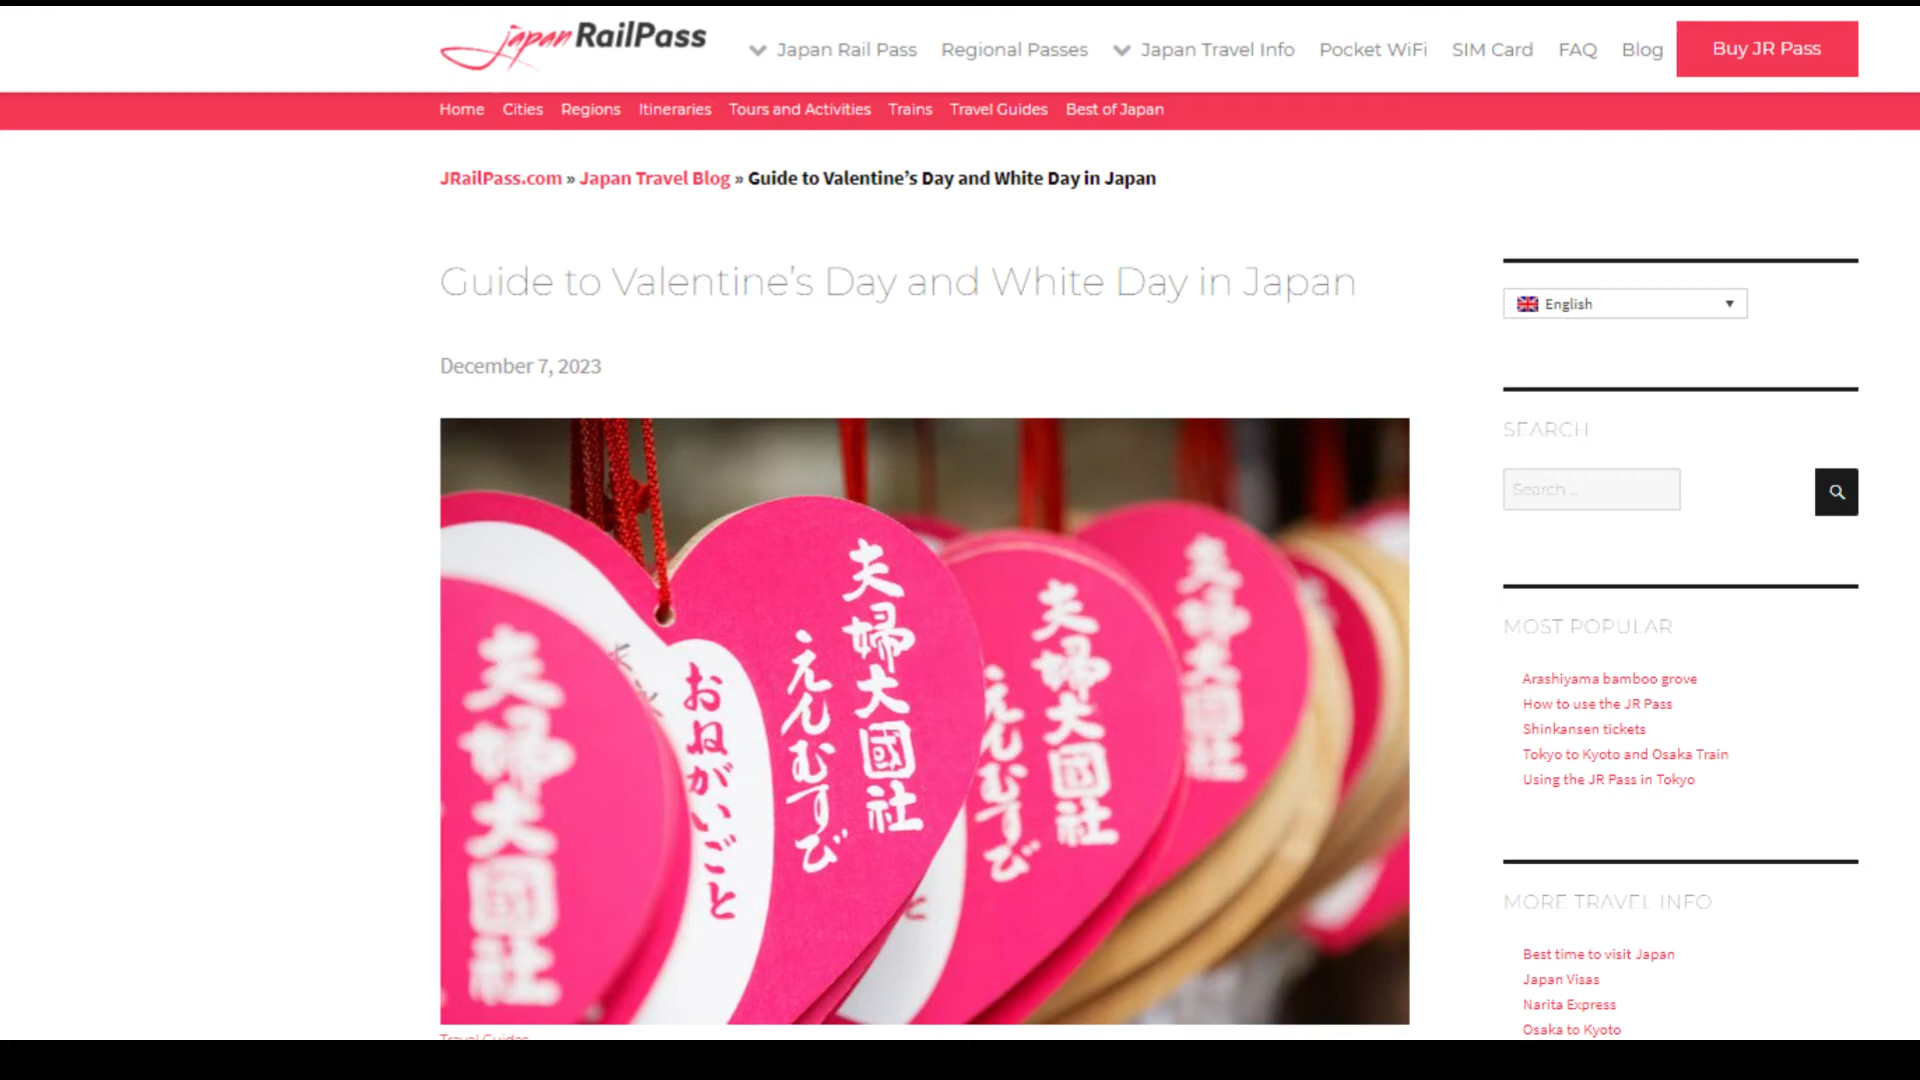 japan RailPass
Japan Rail Pass Regional Passes Japan Travel Info Pocket WiFi SIM Card FAQ Blog Buy JR Pass
Home Cities Regions Itineraries Tours and Activities Trains Travel Guides Best of Japan
JRailPass.com » Japan Travel Blog » Guide to Valentine’s Day and White Day in Japan
Guide to Valentine’s Day and White Day in Japan
December 7, 2023
夫婦大國社
おねがいごと
夫婦大國社
えんむすび
夫婦大國社
えんむすび
夫婦大國社
と
Travel Guides
English
SEARCH
Search ...
MOST POPULAR
Arashiyama bamboo grove
How to use the JR Pass
Shinkansen tickets
Tokyo to Kyoto and Osaka Train
Using the JR Pass in Tokyo
MORE TRAVEL INFO
Best time to visit Japan
Japan Visas
Narita Express
Osaka to Kyoto